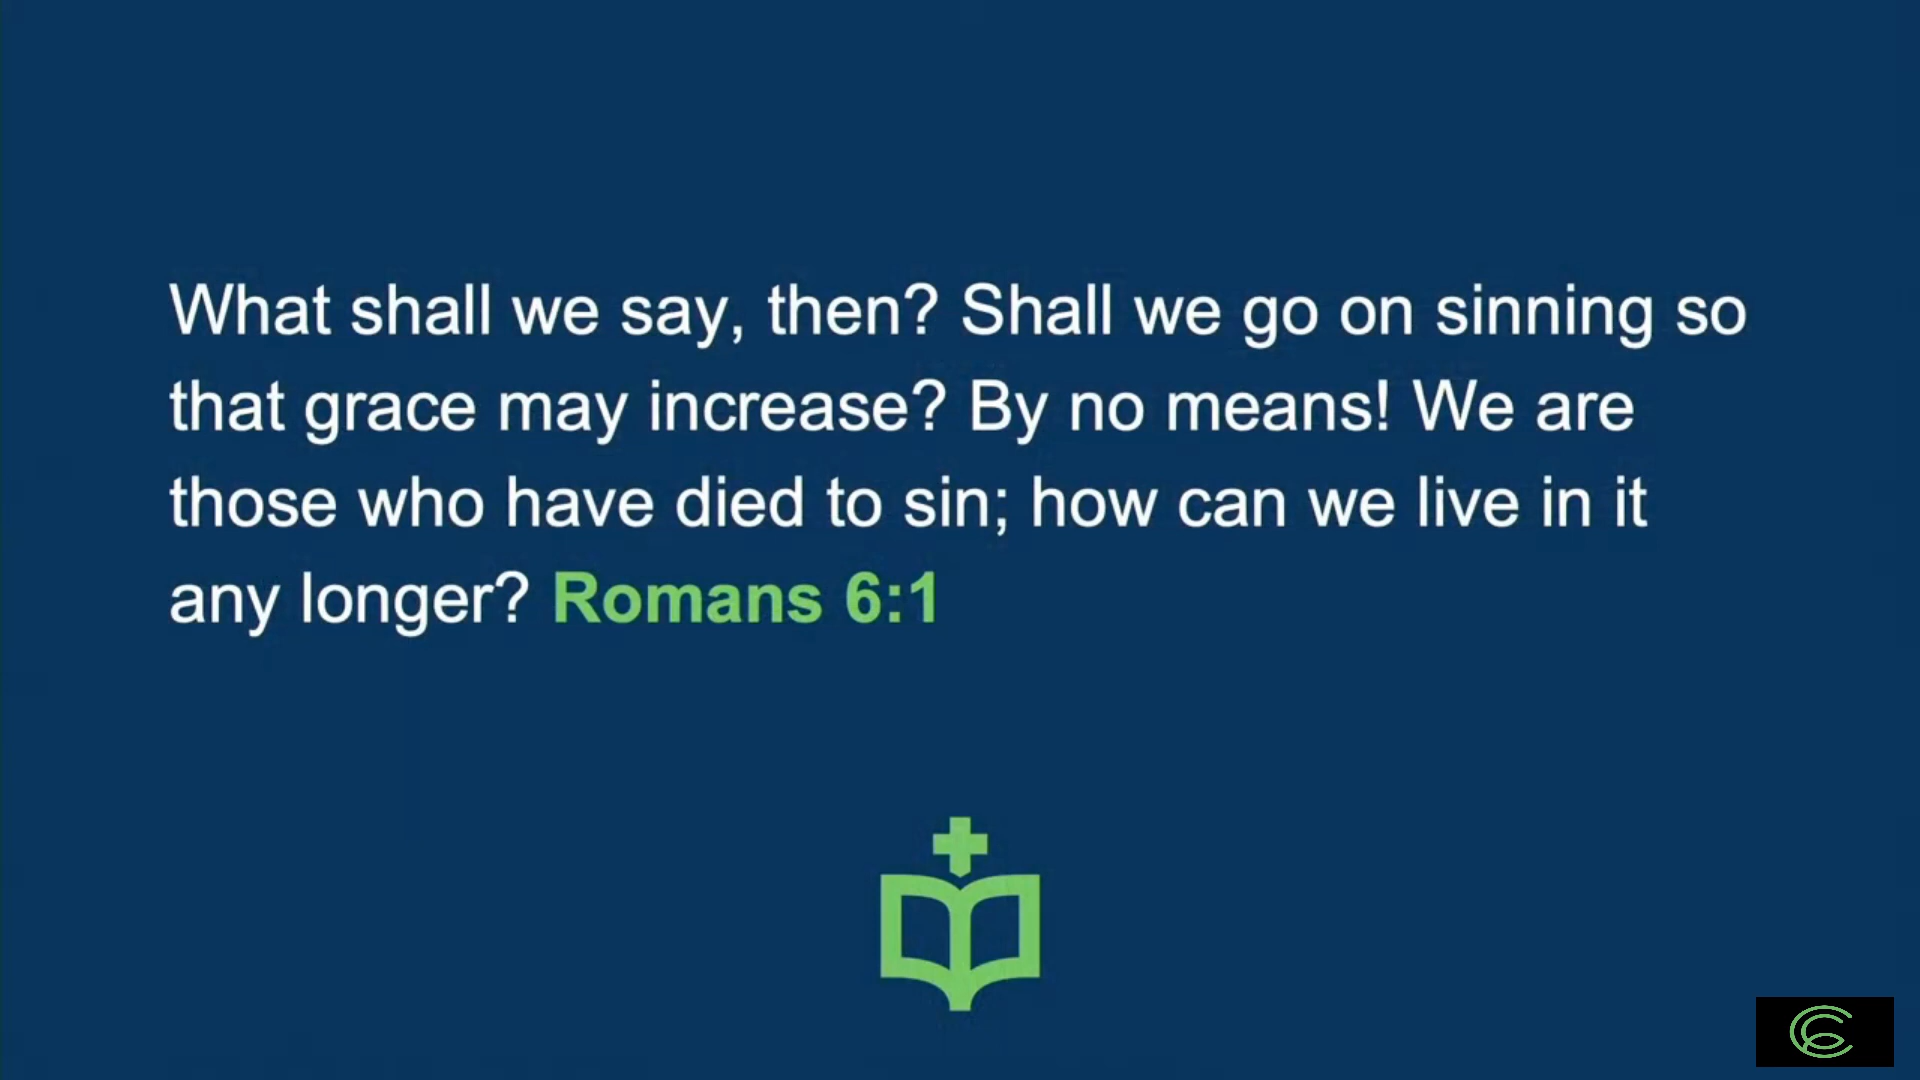 What shall we say, then? Shall we go on sinning so
that grace may increase? By no means! We are
those who have died to sin; how can we live in it
any longer? Romans 6:1